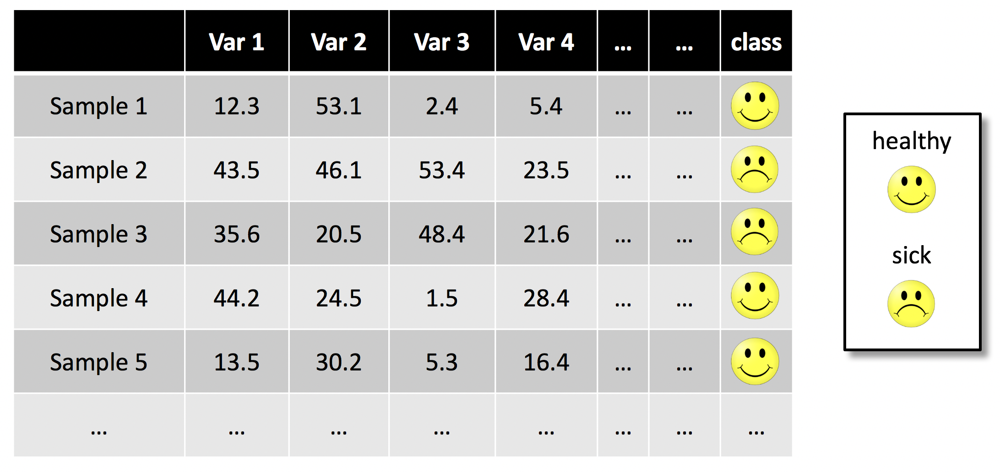 Var 1 Var 2 Var 3 Var 4 ... ... class
Sample 1 12.3 53.1 2.4 5.4 ... ...
Sample 2 43.5 46.1 53.4 23.5 ... ...
Sample 3 35.6 20.5 48.4 21.6 ... ...
Sample 4 44.2 24.5 1.5 28.4 ... ...
Sample 5 13.5 30.2 5.3 16.4 ... ...
... ... ... ... ... ... ... ...
healthy
sick